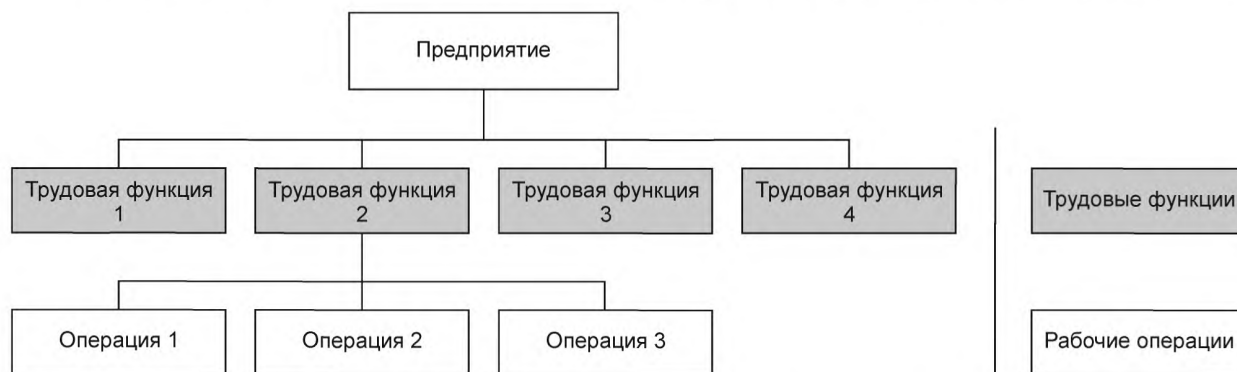 Предприятие
Трудовая функция
1
Трудовая функция
2
Трудовая функция
3
Трудовая функция
4
Трудовые функции
Операция 1
Операция 2
Операция 3
Рабочие операции